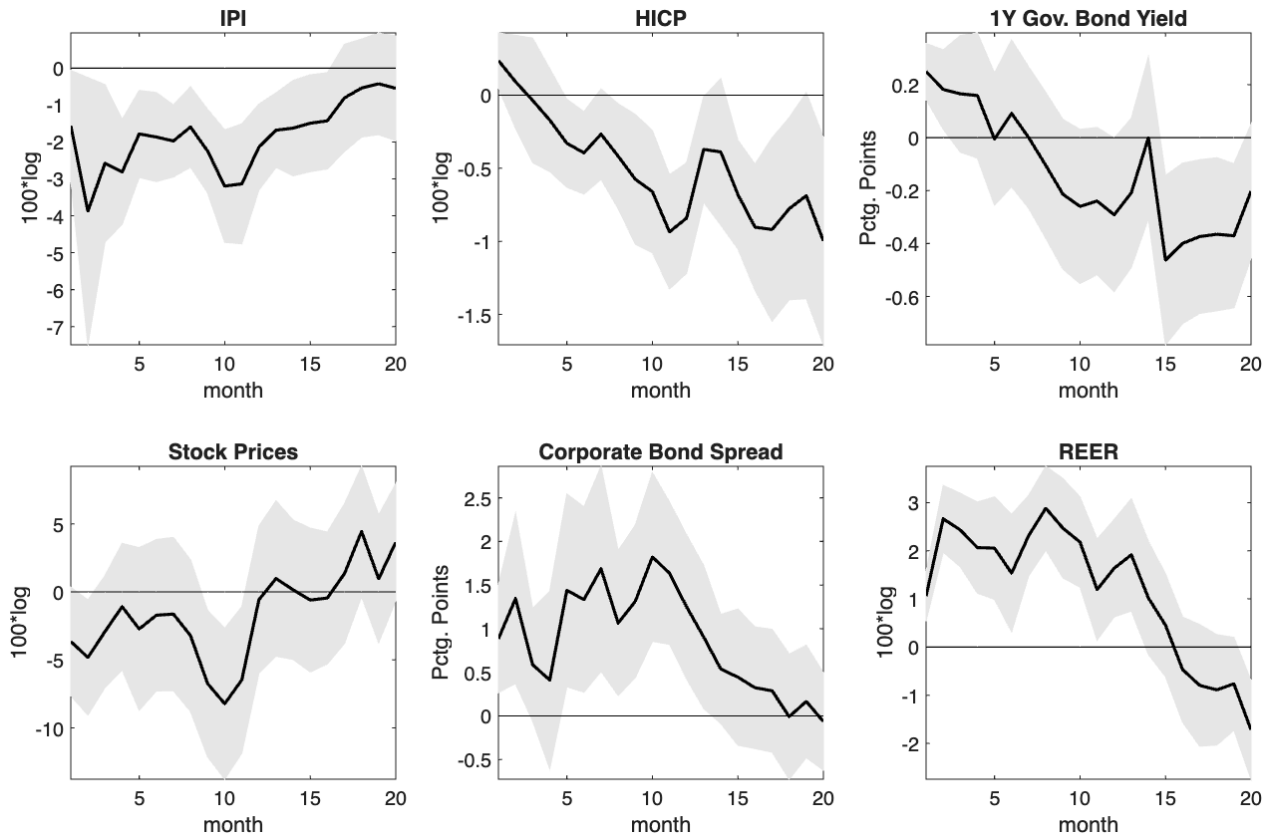 IPI
100*log
0
-1
-2
-3
-4
-5
-6
-7
5 10 15 20
month
HICP
100*log
0
-0.5
-1
-1.5
5 10 15 20
month
1Y Gov. Bond Yield
Pctg. Points
0.2
0
-0.2
-0.4
-0.6
5 10 15 20
month
Stock Prices
100*log
5
0
-5
-10
5 10 15 20
month
Corporate Bond Spread
Pctg. Points
2.5
2
1.5
1
0.5
0
-0.5
5 10 15 20
month
REER
100*log
3
2
1
0
-1
-2
5 10 15 20
month